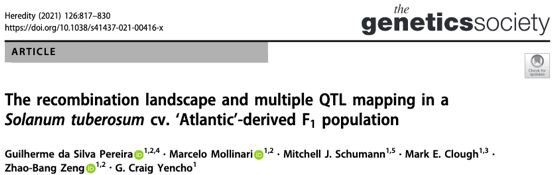 Heredity (2021) 126:817–830
https://doi.org/10.1038/s41437-021-00416-x
the
geneticssociety
ARTICLE
Check for
updates
The recombination landscape and multiple QTL mapping in a
Solanum tuberosum cv. ‘Atlantic’-derived F₁ population
Guilherme da Silva Pereira 1,2,4 · Marcelo Mollinari 1,2 · Mitchell J. Schumann 1,5 · Mark E. Clough 1,3 ·
Zhao-Bang Zeng 1,2 · G. Craig Yencho 1